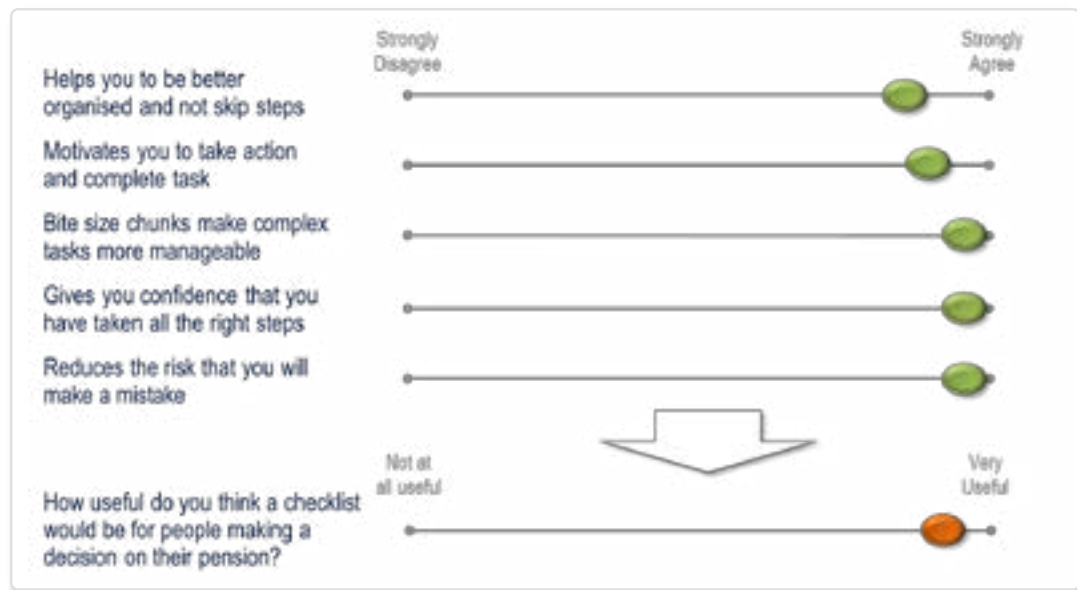 Strongly
Disagree
Strongly
Agree
Helps you to be better
organised and not skip steps
Motivates you to take action
and complete task
Bite size chunks make complex
tasks more manageable
Gives you confidence that you
have taken all the right steps
Reduces the risk that you will
make a mistake
Not at
all useful
Very
Useful
How useful do you think a checklist
would be for people making a
decision on their pension?